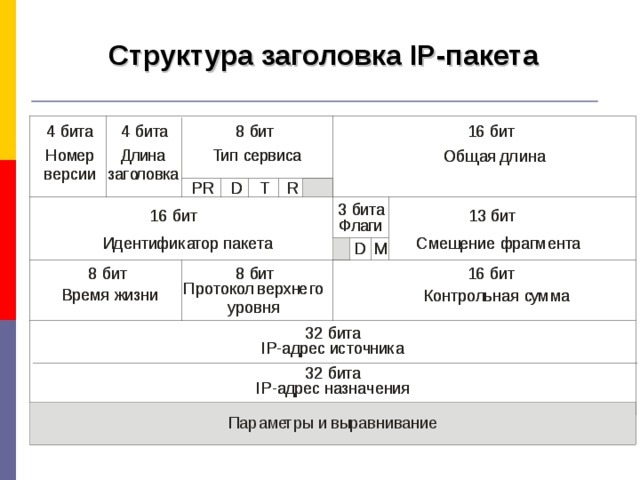 Структура заголовка IP-пакета
4 бита
Номер
версии
4 бита
Длина
заголовка
8 бит
Тип сервиса
PR D T R
16 бит
Общая длина
16 бит
Идентификатор пакета
3 бита
Флаги
D M
13 бит
Смещение фрагмента
8 бит
Время жизни
8 бит
Протокол верхнего
уровня
16 бит
Контрольная сумма
32 бита
IP-адрес источника
32 бита
IP-адрес назначения
Параметры и выравнивание